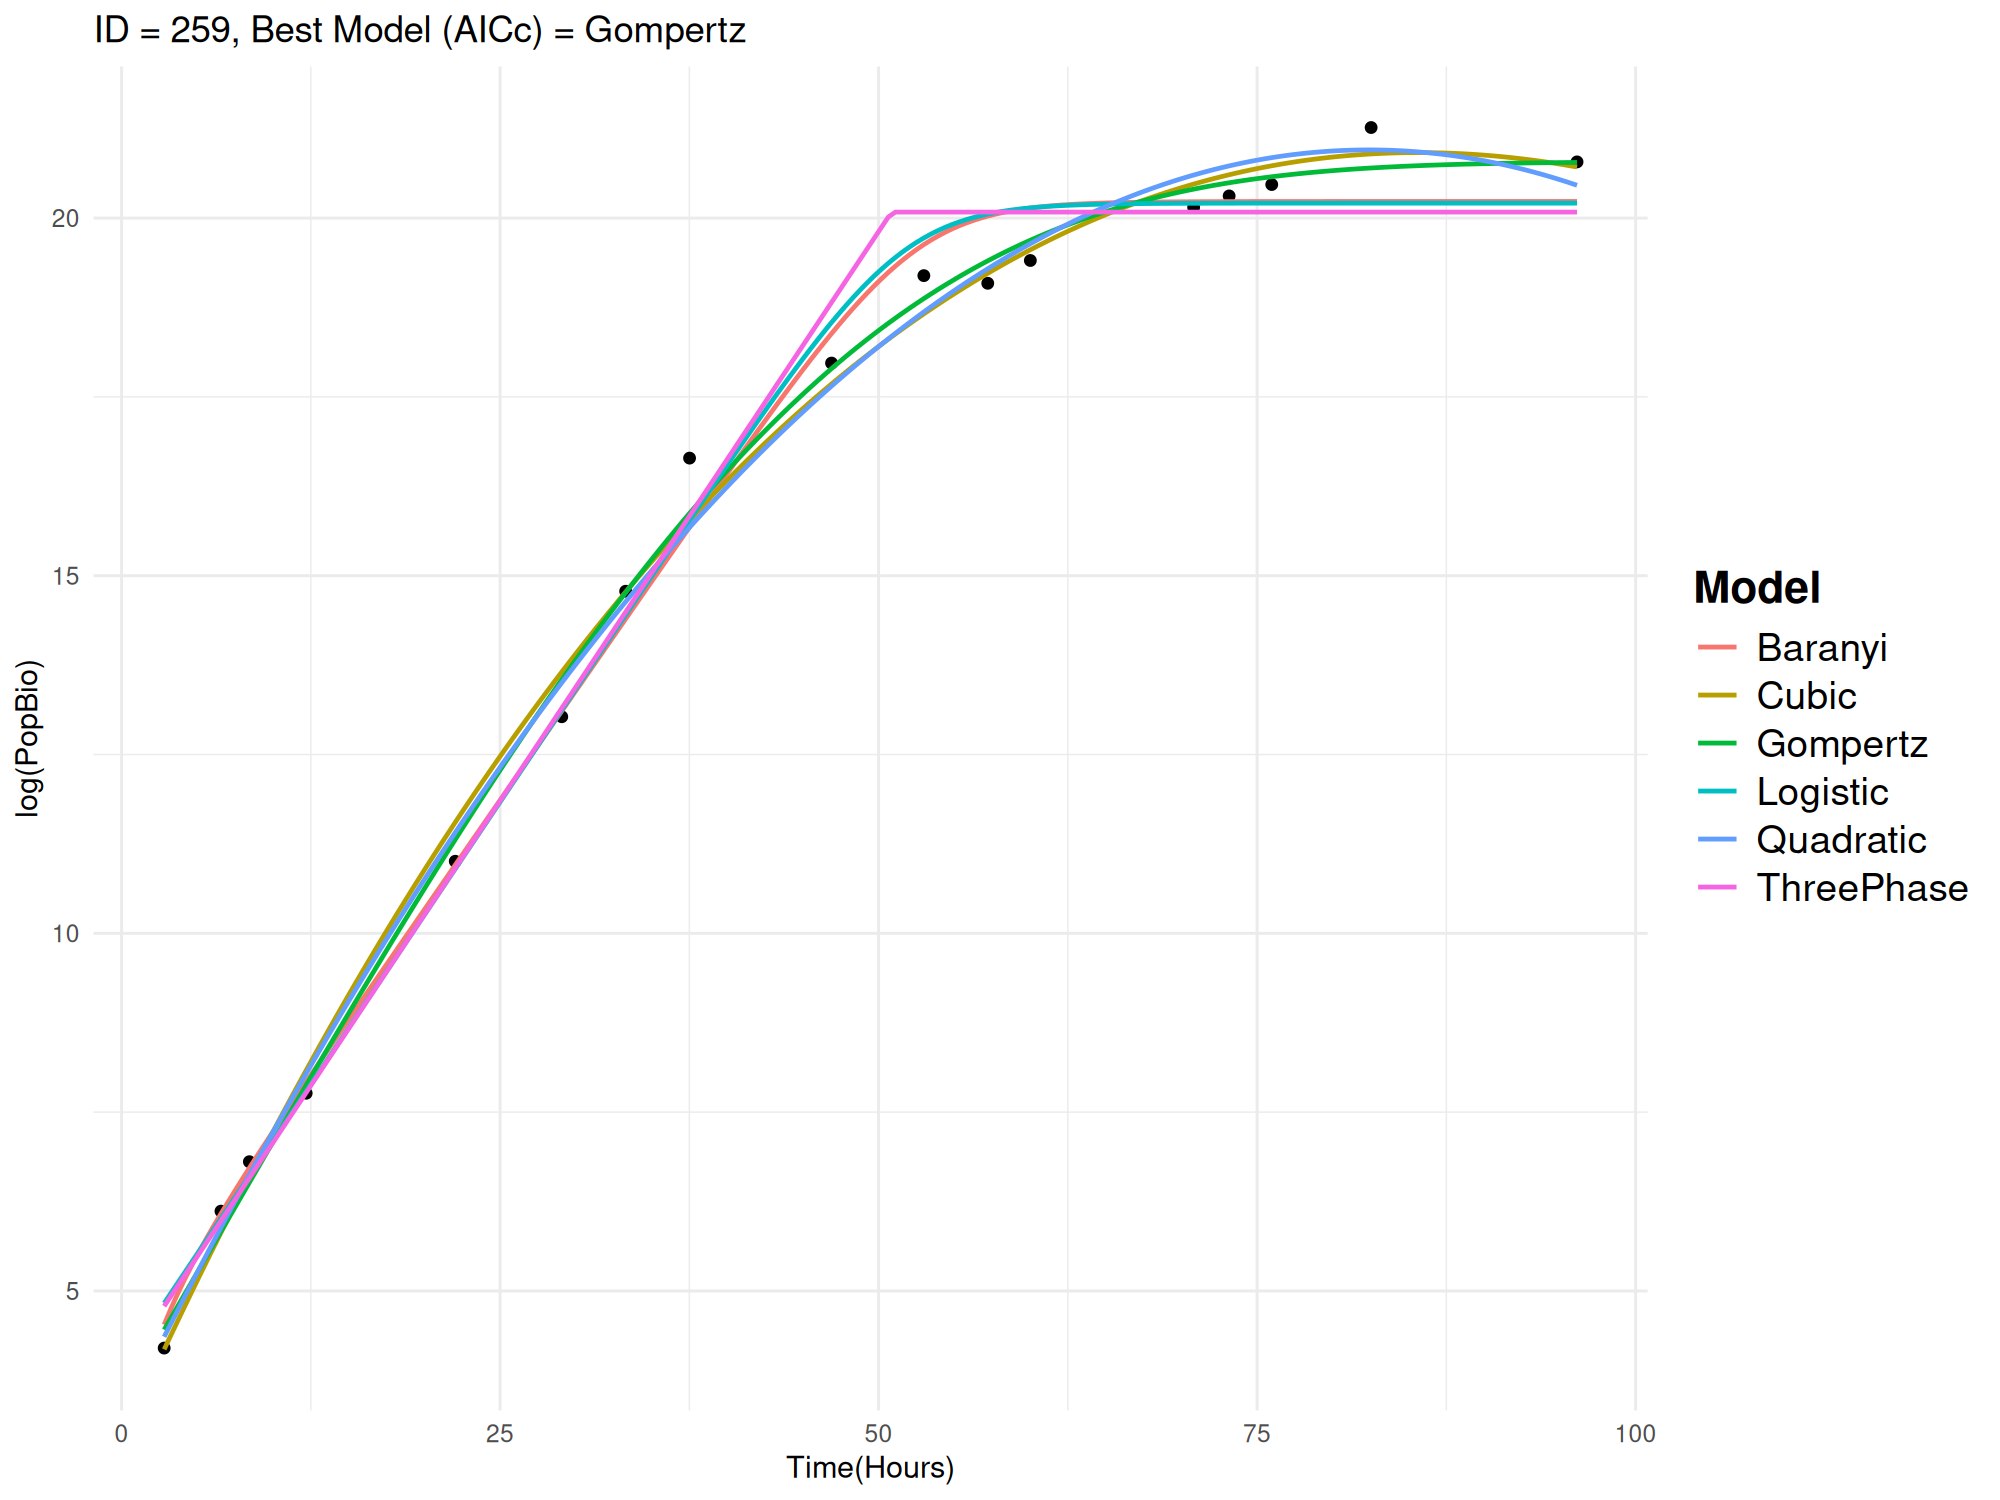 ID = 259, Best Model (AICc) = Gompertz
log(PopBio)
20
15
10
5
0 25 50 75 100
Time(Hours)
Model
Baranyi
Cubic
Gompertz
Logistic
Quadratic
ThreePhase